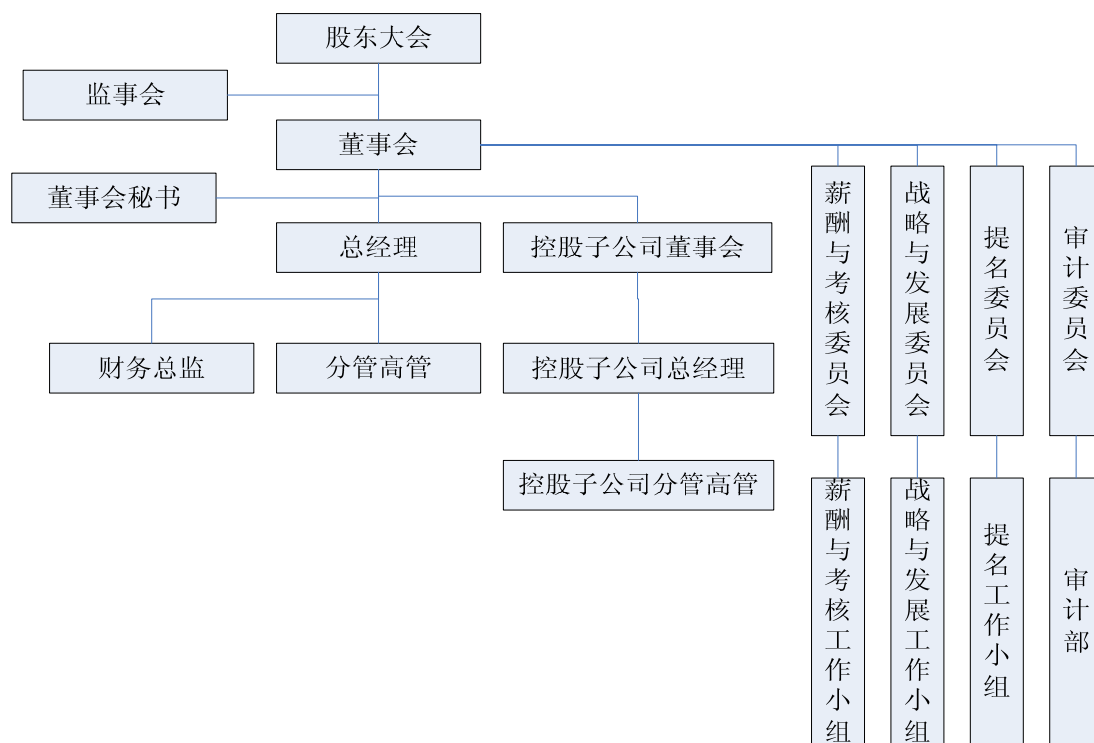 股东大会
监事会
董事会
董事会秘书
总经理
控股子公司董事会
财务总监
分管高管
控股子公司总经理
控股子公司分管高管
薪酬与考核委员会
战略与发展委员会
提名委员会
审计委员会
薪酬与考核工作小组
战略与发展工作小组
提名工作小组
审计部